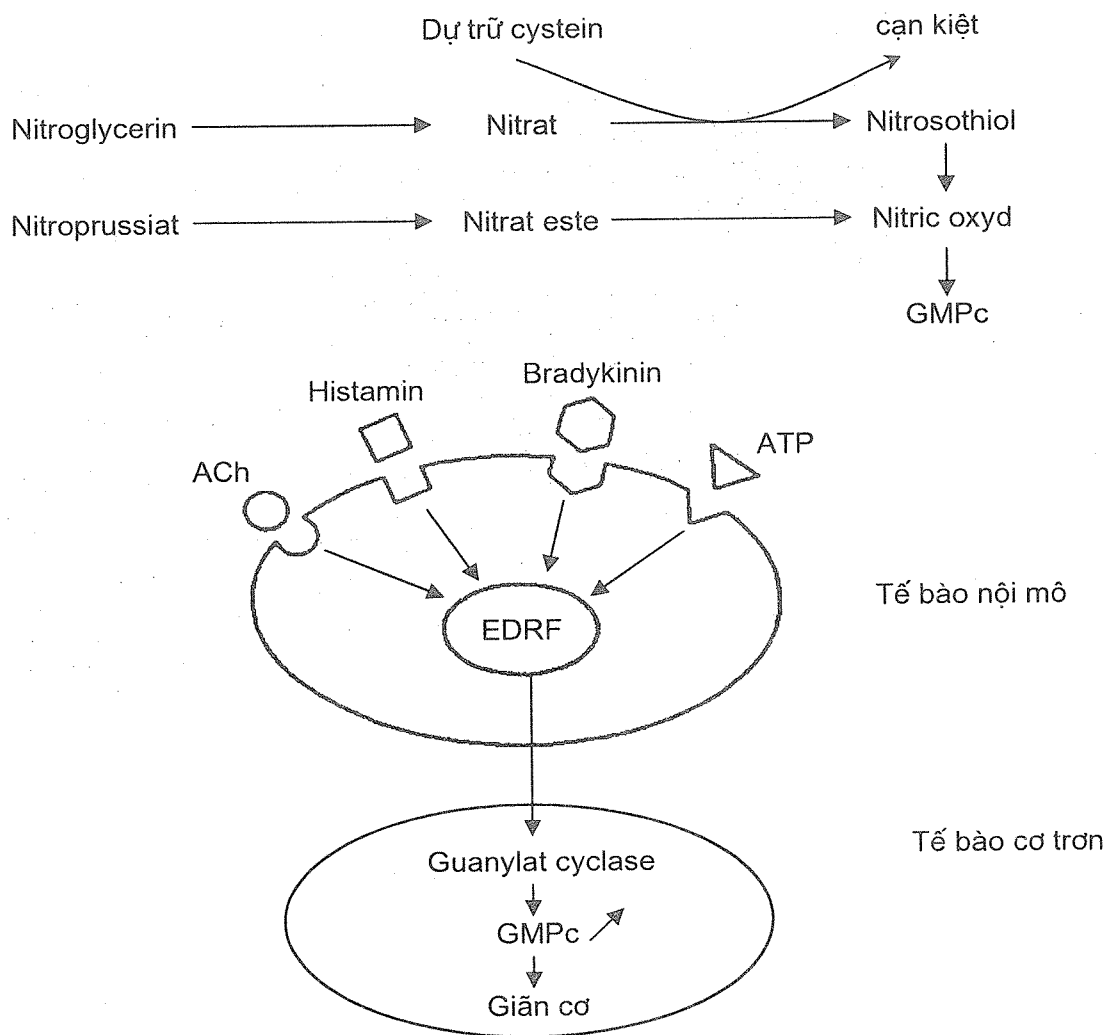 Dự trữ cystein
cạn kiệt
Nitroglycerin
Nitrat
Nitrosothiol
Nitroprussiat
Nitrat este
Nitric oxyd
GMPc
Histamin
Bradykinin
ACh
ATP
EDRF
Tế bào nội mô
Tế bào cơ trơn
Guanylat cyclase
GMPc
Giãn cơ